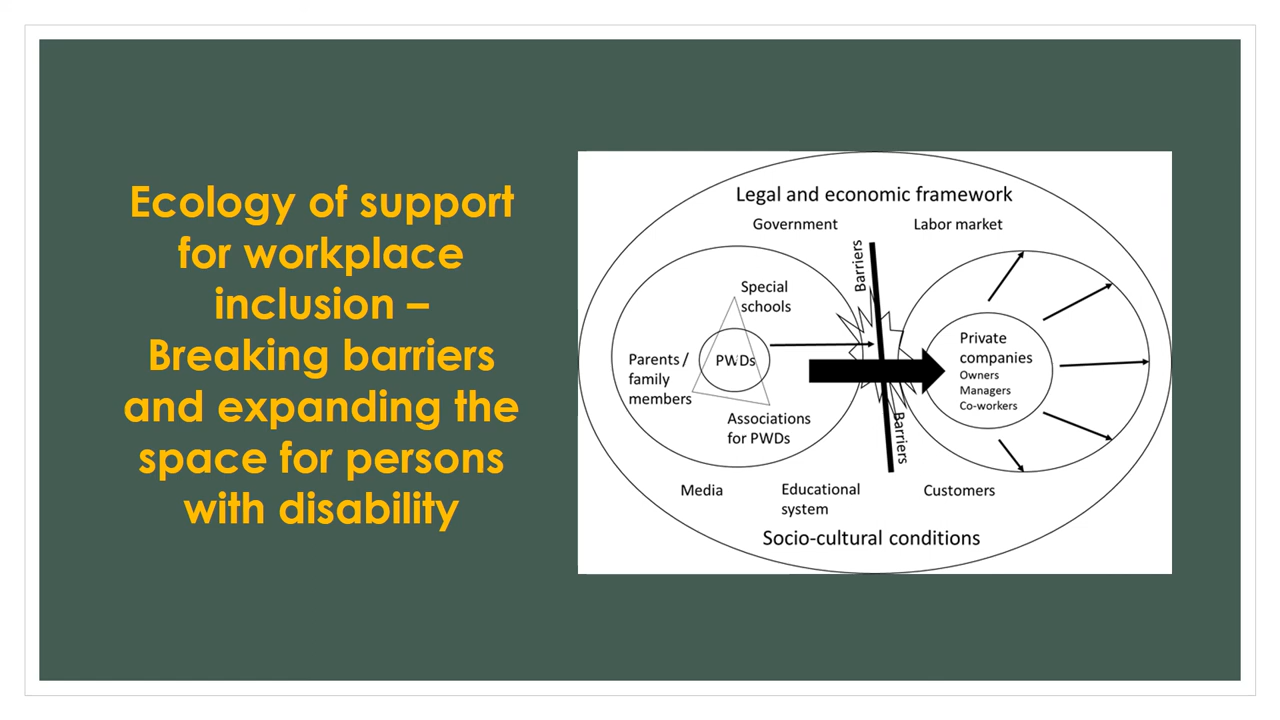 Ecology of support
for workplace
inclusion –
Breaking barriers
and expanding the
space for persons
with disability
Legal and economic framework
Government
Labor market
Barriers
Special
schools
Parents /
family
members
PWDs
Associations
for PWDs
Private
companies
Owners
Managers
Co-workers
Barriers
Media
Educational
system
Customers
Socio-cultural conditions